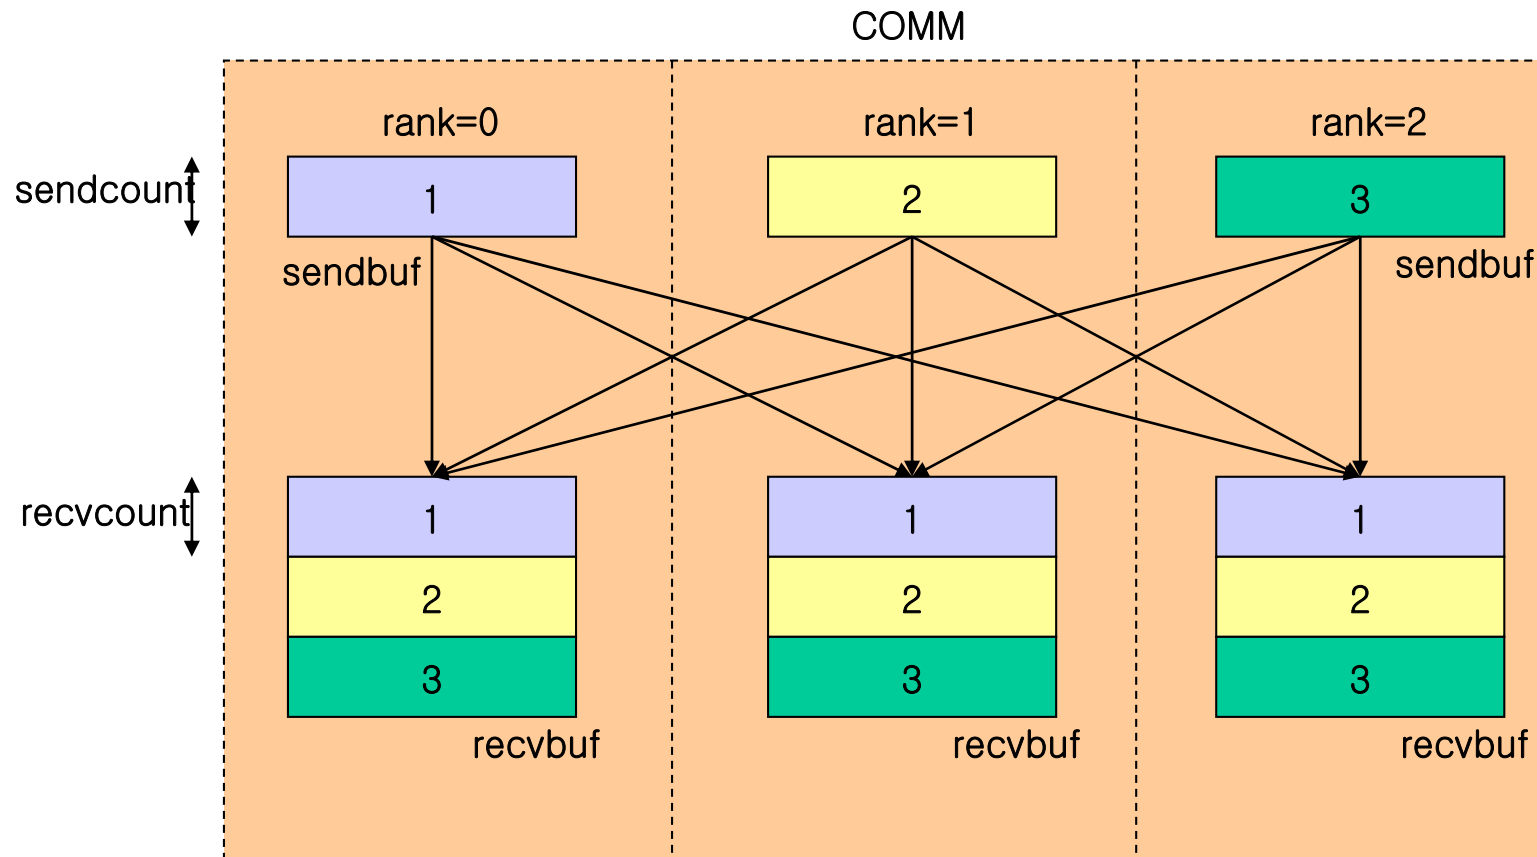 COMM
rank=0
rank=1
rank=2
sendcount
1
2
3
sendbuf
sendbuf
recvcount
1
1
1
2
2
2
3
3
3
recvbuf
recvbuf
recvbuf